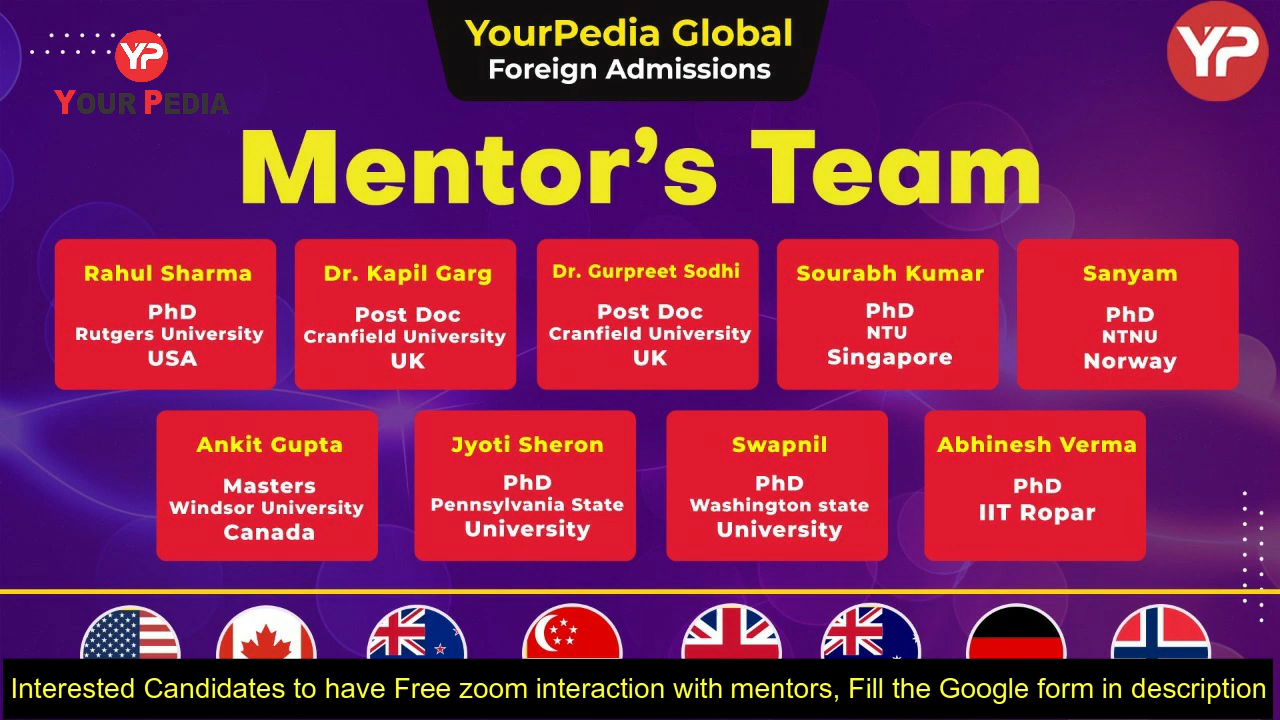 YourPedia Global
Foreign Admissions
YP
YOUR PEDIA
YP
Mentor's Team
Rahul Sharma
PhD
Rutgers University
USA
Dr. Kapil Garg
Post Doc
Cranfield University
UK
Dr. Gurpreet Sodhi
Post Doc
Cranfield University
UK
Sourabh Kumar
PhD
NTU
Singapore
Sanyam
PhD
NTNU
Norway
Ankit Gupta
Masters
Windsor University
Canada
Jyoti Sheron
PhD
Pennsylvania State
University
Swapnil
PhD
Washington state
University
Abhinesh Verma
PhD
IIT Ropar
Interested Candidates to have Free zoom interaction with mentors, Fill the Google form in description